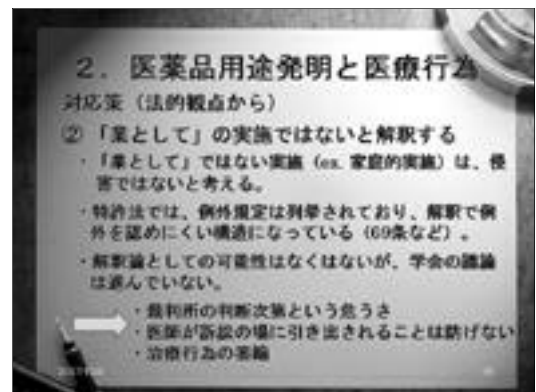 2．医薬品用途発明と医療行為
対応策（法的観点から）
② 「業として」の実施ではないと解釈する
・「業として」ではない実施（ex. 家庭的実施）は、侵
害ではないと考える。
・特許法では、例外規定は列挙されており、解釈で例
外を認めにくい構造になっている（69条など）。
・解釈論としての可能性はなくはないが、学会の議論
は進んでいない。
・裁判所の判断次第という危うさ
・医師が訴訟の場に引き出されることは防げない
・治療行為の萎縮